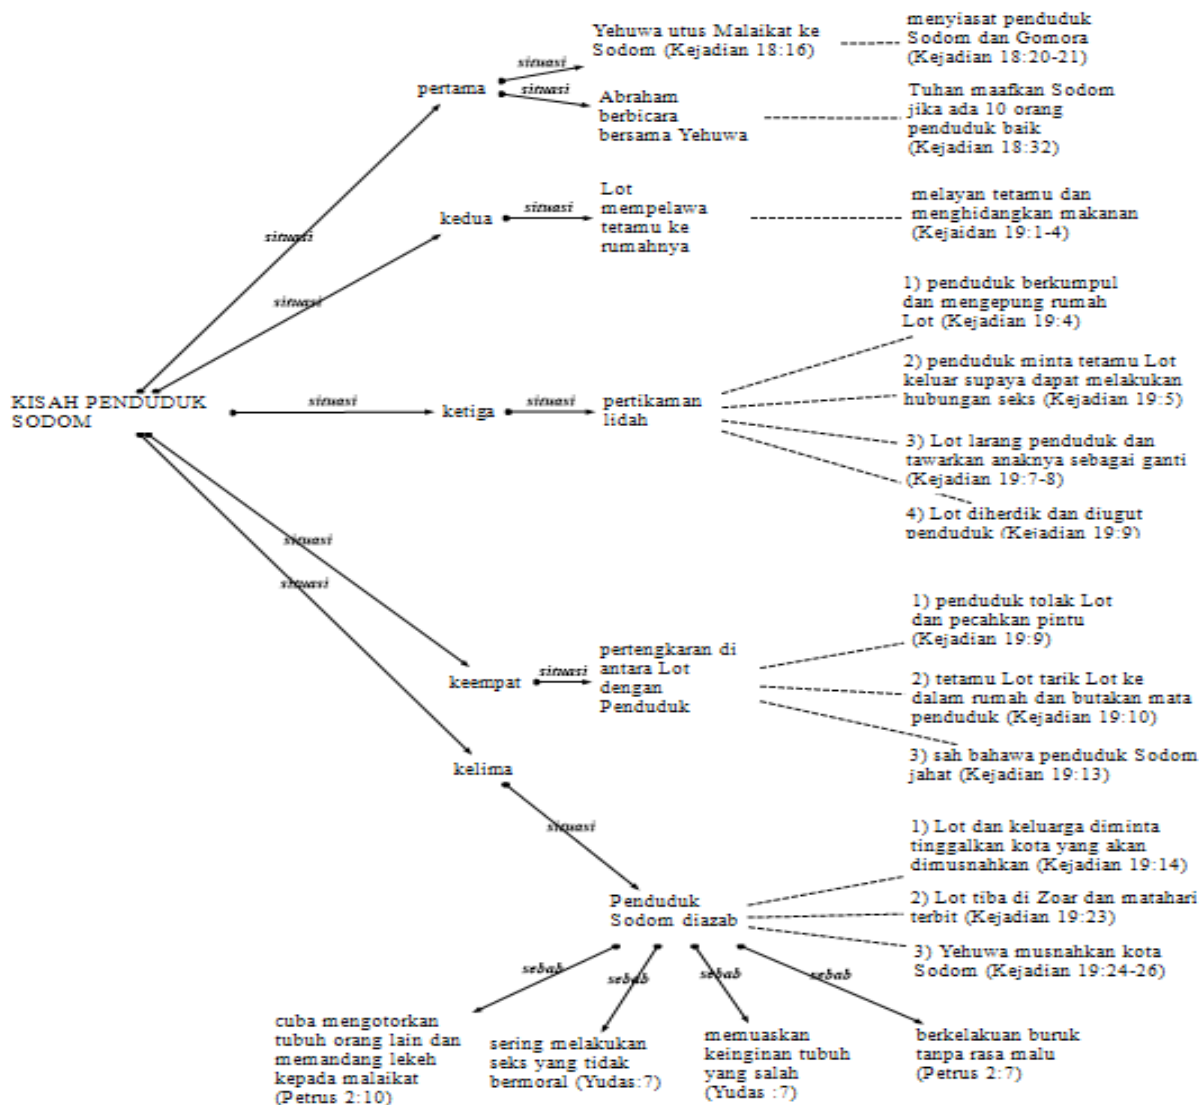 Yehuwa utus Malaikat ke
Sodom (Kejadian 18:16)
menyiasat penduduk
Sodom dan Gomora
(Kejadian 18:20-21)
situasi
pertama
situasi
Abraham
berbicara
bersama Yehuwa
Tuhan maafkan Sodom
jika ada 10 orang
penduduk baik
(Kejadian 18:32)
situasi
kedua
situasi
Lot
mempelawa
tetamu ke
rumahnya
melayan tetamu dan
menghidangkan makanan
(Kejaidan 19:1-4)
situasi
KISAH PENDUDUK
SODOM
situasi
ketiga
situasi
pertikaman
lidah
1) penduduk berkumpul
dan mengepung rumah
Lot (Kejadian 19:4)
2) penduduk minta tetamu Lot
keluar supaya dapat melakukan
hubungan seks (Kejadian 19:5)
3) Lot larang penduduk dan
tawarkan anaknya sebagai ganti
(Kejadian 19:7-8)
4) Lot diherdik dan diugut
penduduk (Kejadian 19:9)
situasi
keempat
situasi
pertengkaran di
antara Lot
dengan
Penduduk
1) penduduk tolak Lot
dan pecahkan pintu
(Kejadian 19:9)
2) tetamu Lot tarik Lot ke
dalam rumah dan butakan mata
penduduk (Kejadian 19:10)
3) sah bahawa penduduk Sodom
jahat (Kejadian 19:13)
situasi
kelima
situasi
Penduduk
Sodom diazab
1) Lot dan keluarga diminta
tinggalkan kota yang akan
dimusnahkan (Kejadian 19:14)
2) Lot tiba di Zoar dan matahari
terbit (Kejadian 19:23)
3) Yehuwa musnahkan kota
Sodom (Kejadian 19:24-26)
sebab
sebab
sebab
sebab
cuba mengotorkan
tubuh orang lain dan
memandang lekeh
kepada malaikat
(Petrus 2:10)
sering melakukan
seks yang tidak
bermoral (Yudas:7)
memuaskan
keinginan tubuh
yang salah
(Yudas :7)
berkelakuan buruk
tanpa rasa malu
(Petrus 2:7)